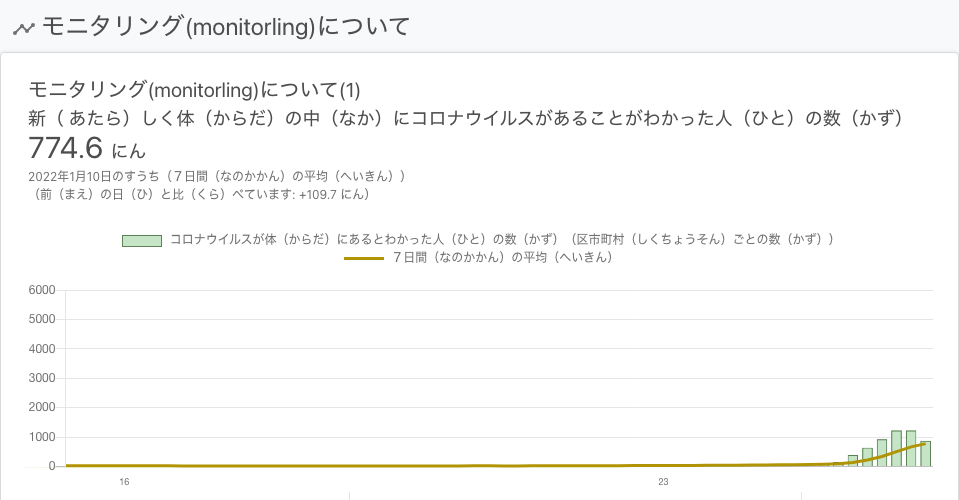 モニタリング(monitorling)について
モニタリング(monitorling)について(1)
新（ あたら）しく体（からだ）の中（なか）にコロナウイルスがあることがわかった人（ひと）の数（かず）
774.6 にん
2022年1月10日のすうち（７日間（なのかかん）の平均（へいきん））
（前（まえ）の日（ひ）と比（くら）べています: +109.7 にん）
コロナウイルスが体（からだ）にあるとわかった人（ひと）の数（かず）（区市町村（しくちょうそん）ごとの数（かず））
７日間（なのかかん）の平均（へいきん）
6000
5000
4000
3000
2000
1000
0
16 23